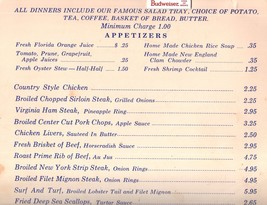 Budweiser
ALL DINNERS INCLUDE OUR FAMOUS SALAD TRAY, CHOICE OF POTATO,
TEA, COFFEE, BASKET OF BREAD, BUTTER.
Minimum Charge 1.00
APPETIZERS
Fresh Florida Orange Juice $ .25
Home Made Chicken Rice Soup .35
Tomato, Prune, Grapefruit,
Apple Juices .25
Home Made New England
Clam Chowder .35
Fresh Oyster Stew—Half-Half 1.50
Fresh Shrimp Cocktail 1.25
Country Style Chicken 2.25
Broiled Chopped Sirloin Steak, Grilled Onions 2.25
Virginia Ham Steak, Pineapple Ring 2.95
Broiled Center Cut Pork Chops, Apple Sauce 2.95
Chicken Livers, Sauted In Butter 2.50
Fresh Brisket of Beef, Horseradish Sauce 2.95
Roast Prime Rib of Beef, Au Jus 4.75
Broiled New York Strip Steak, Onion Rings 4.95
Broiled Filet Mignon Steak, Onion Rings 4.95
Surf And Turf, Broiled Lobster Tail and Filet Mignon 5.95
Fried Deep Sea Scallops, Tartar Sauce 2.65